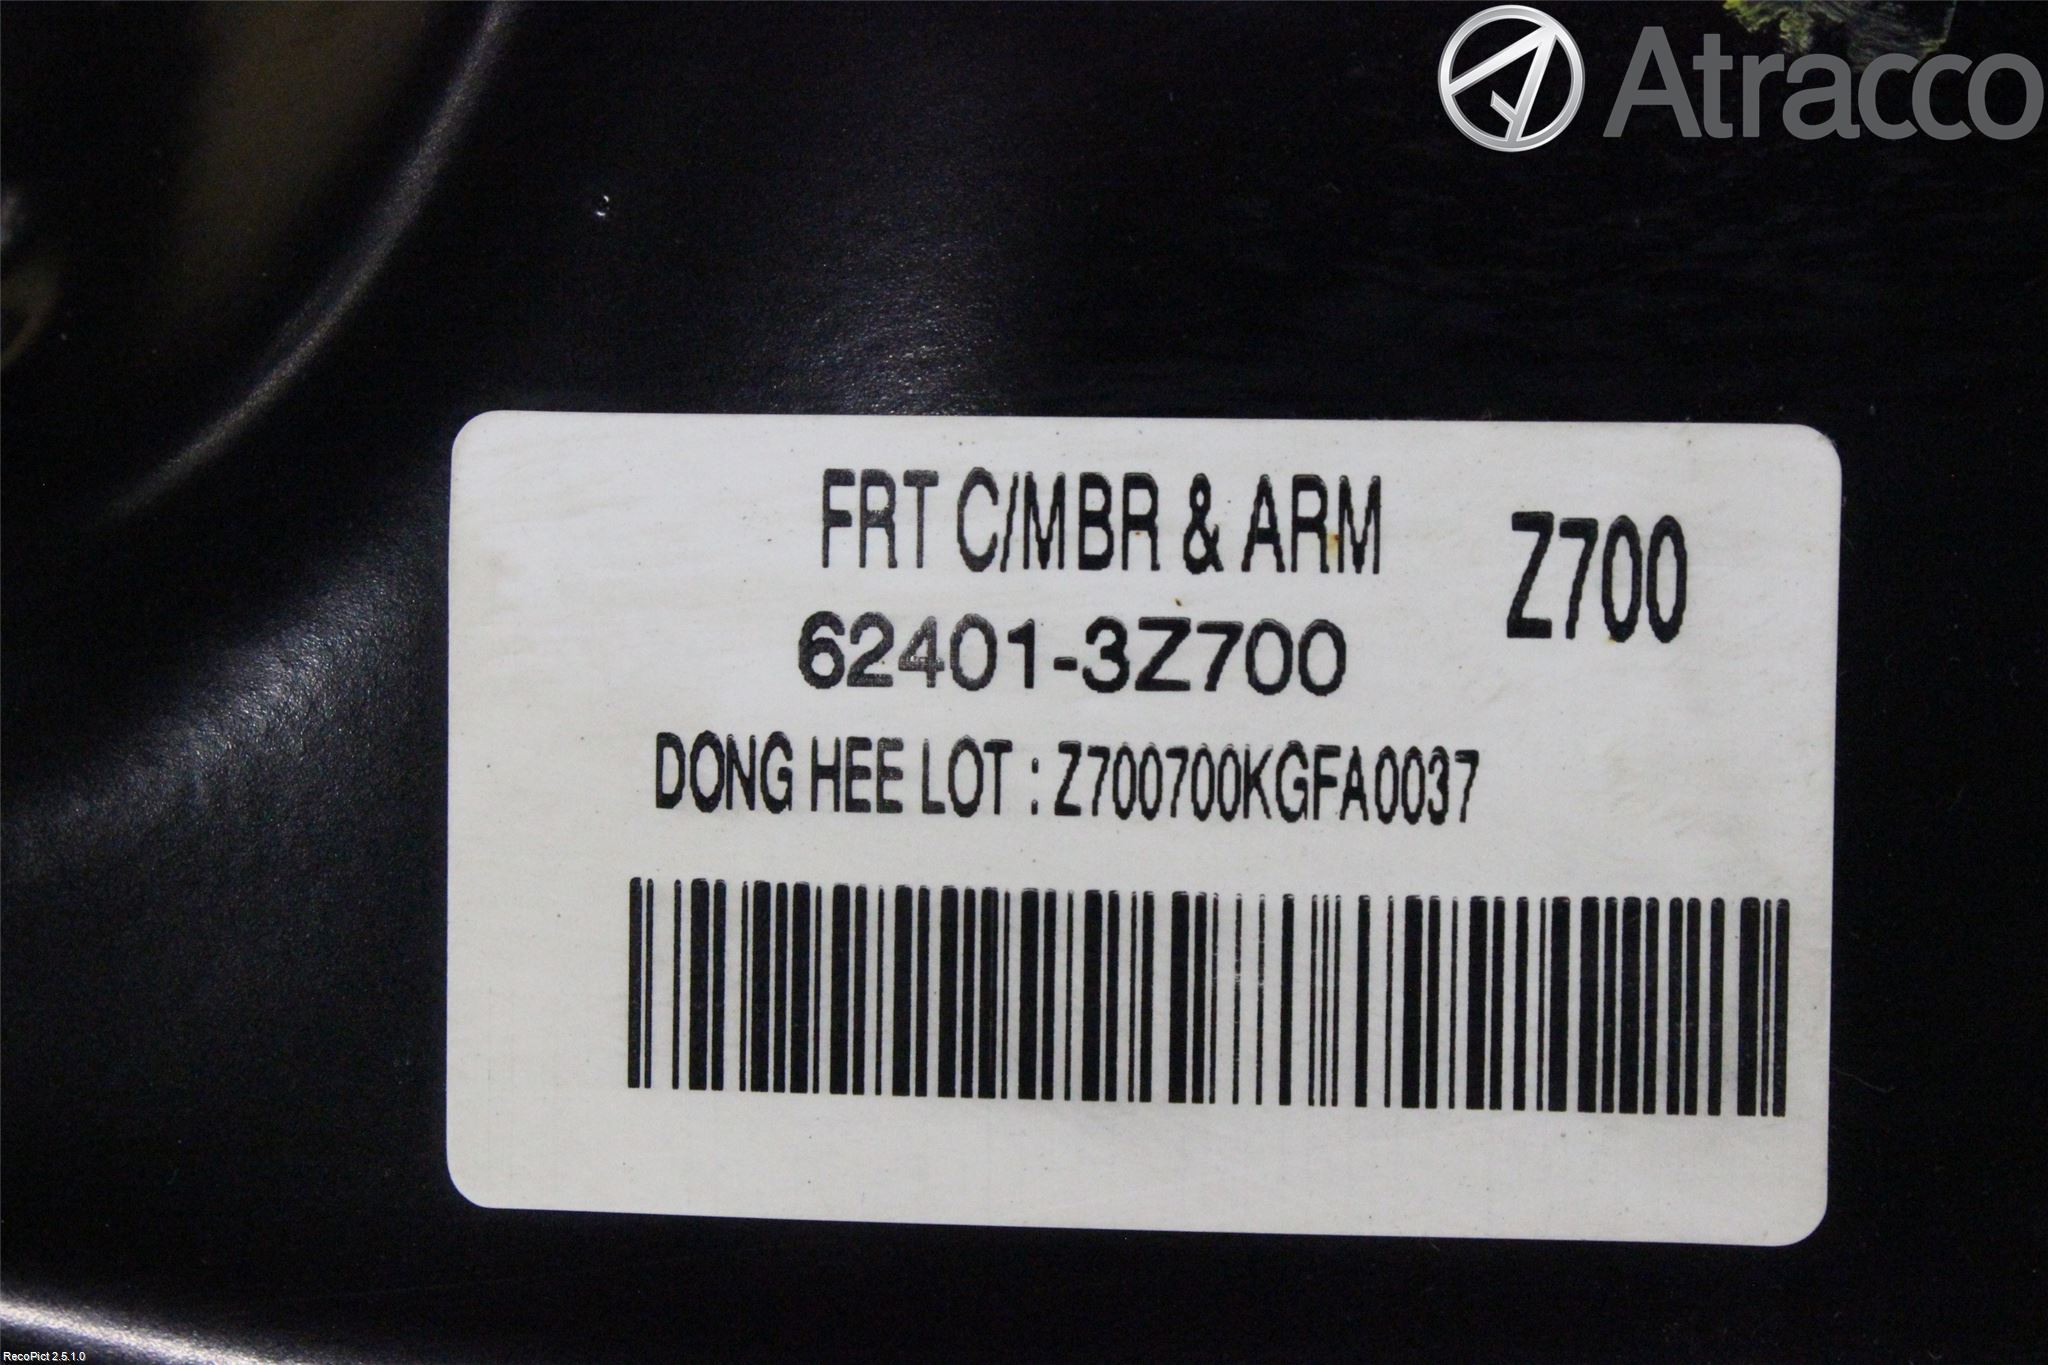 Atracco
FRT C/MBR & ARM
Z700
62401-3Z700
DONG HEE LOT : Z700700KGFA0037
RecoPict 2.5.1.0